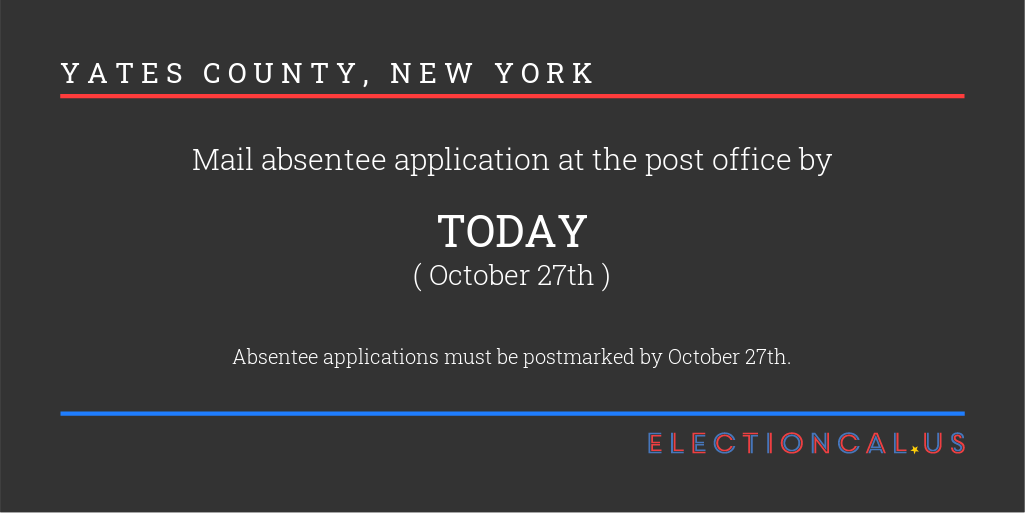 YATES COUNTY, NEW YORK
Mail absentee application at the post office by
TODAY
( October 27th )
Absentee applications must be postmarked by October 27th.
ELECTIONCAL.US